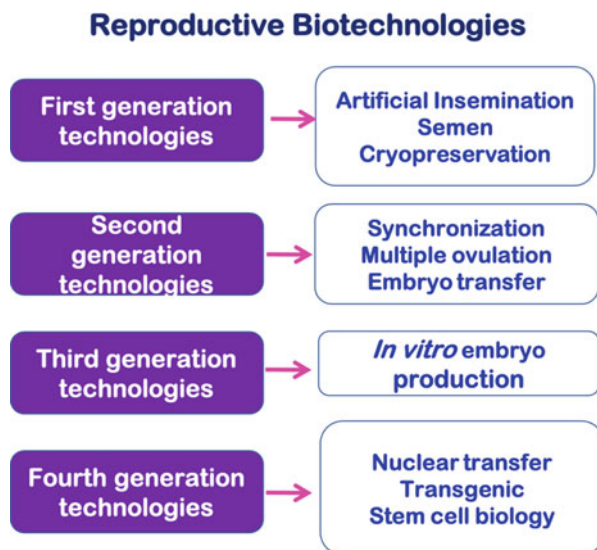 Reproductive Biotechnologies
First generation
technologies
Artificial Insemination
Semen
Cryopreservation
Second
generation
technologies
Synchronization
Multiple ovulation
Embryo transfer
Third generation
technologies
In vitro embryo
production
Fourth generation
technologies
Nuclear transfer
Transgenic
Stem cell biology